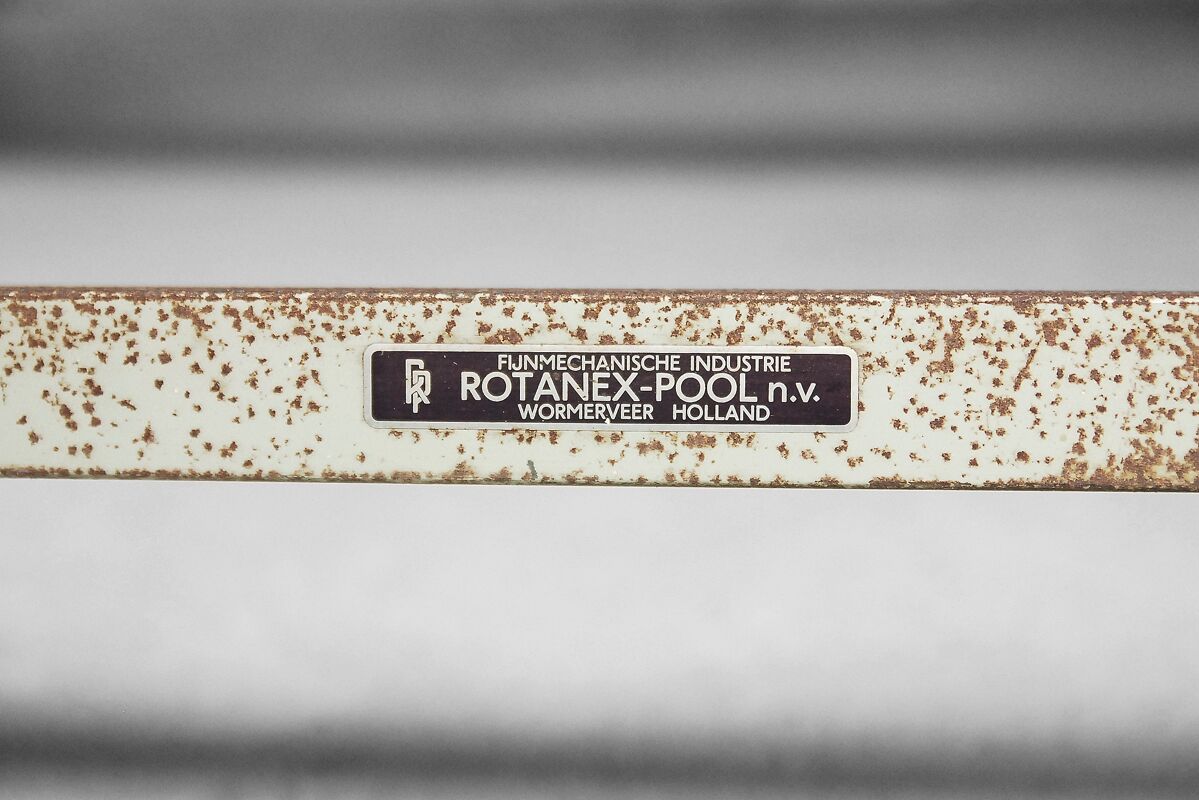 FIJNMECHANISCHE INDUSTRIE
ROTANEX-POOL n.v.
WORMERVEER HOLLAND